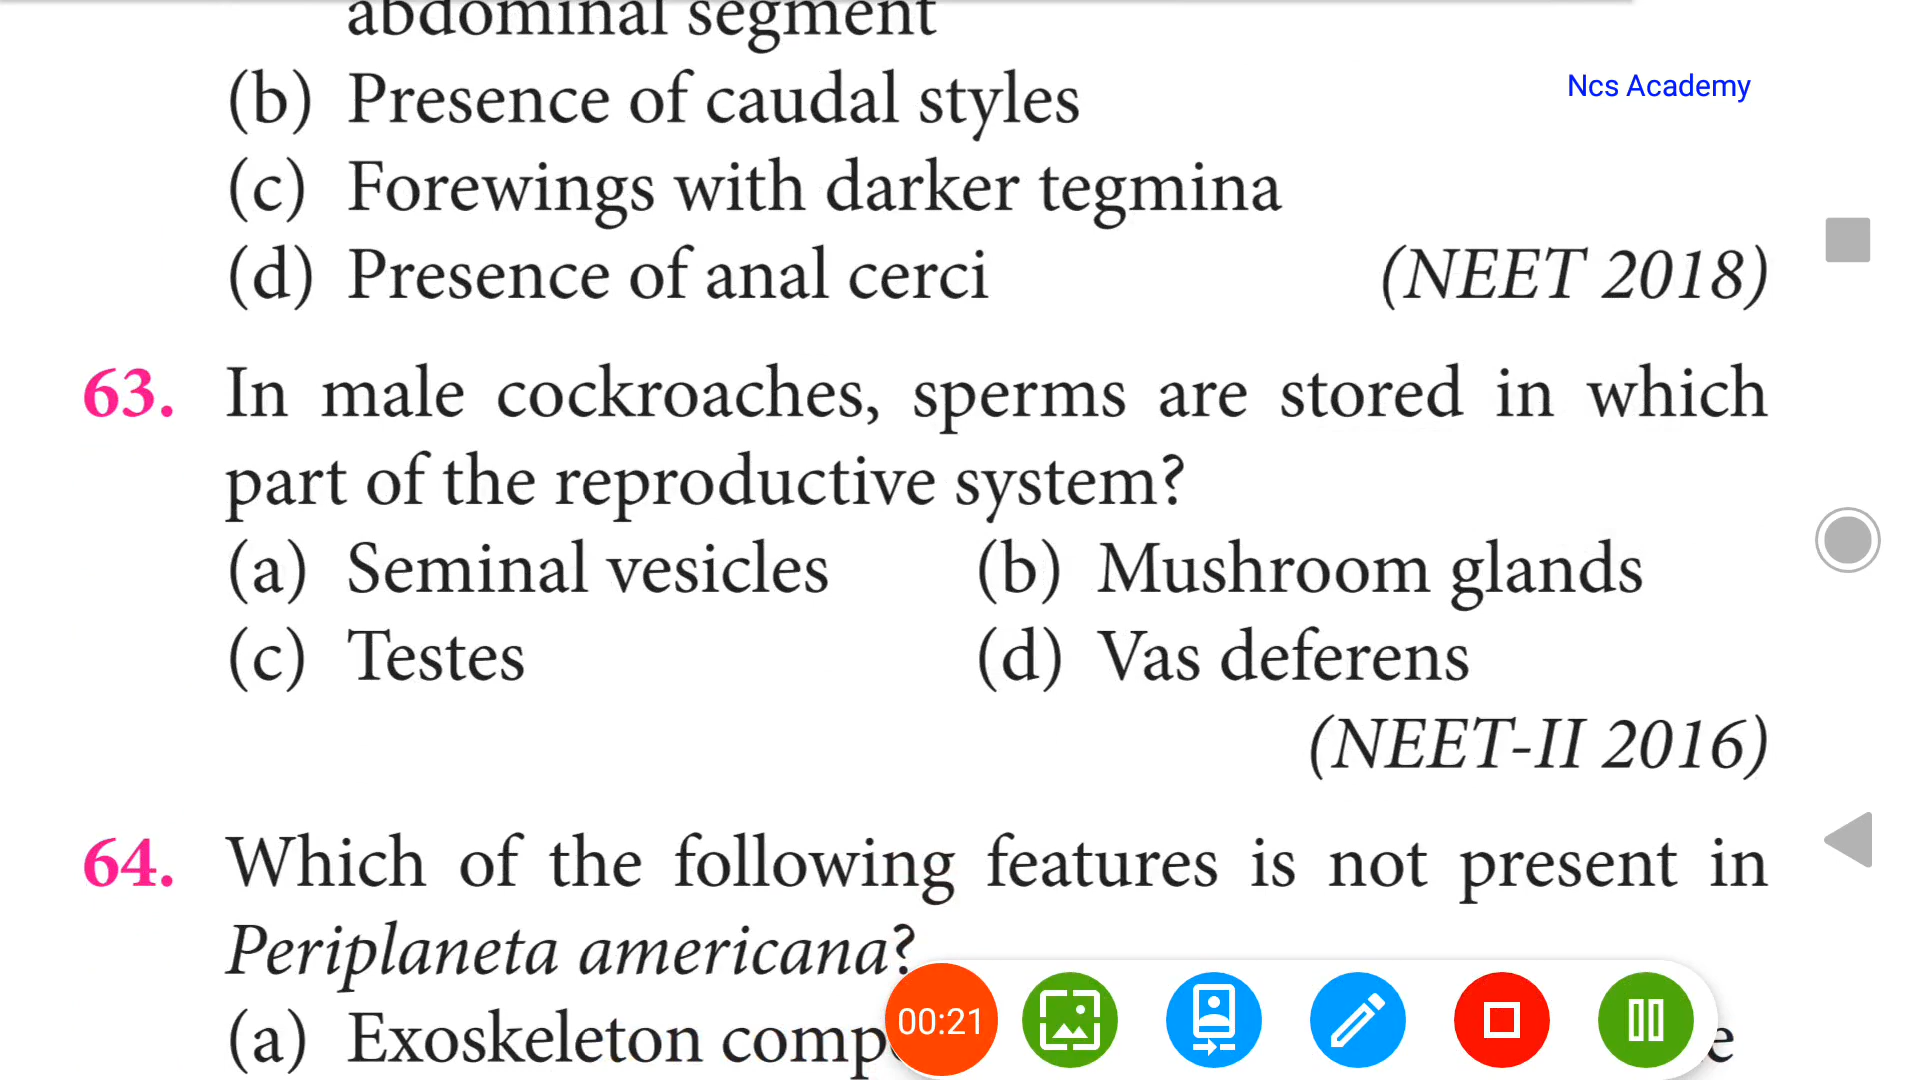 abdominal segment
(b) Presence of caudal styles
Ncs Academy
(c) Forewings with darker tegmina
(d) Presence of anal cerci (NEET 2018)
63. In male cockroaches, sperms are stored in which
part of the reproductive system?
(a) Seminal vesicles (b) Mushroom glands
(c) Testes (d) Vas deferens
(NEET-II 2016)
64. Which of the following features is not present in
Periplaneta americana?
(a) Exoskeleton
00:21